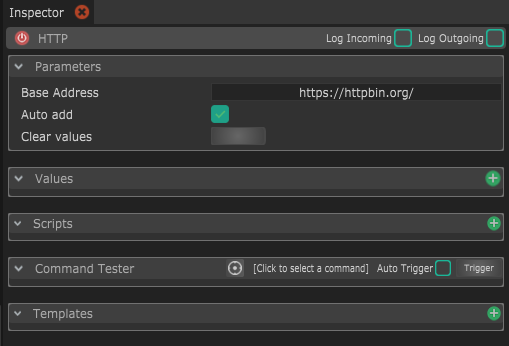 Inspector
HTTP Log Incoming Log Outgoing
Parameters
Base Address https://httpbin.org/
Auto add
Clear values
Values
Scripts
Command Tester [Click to select a command] Auto Trigger Trigger
Templates